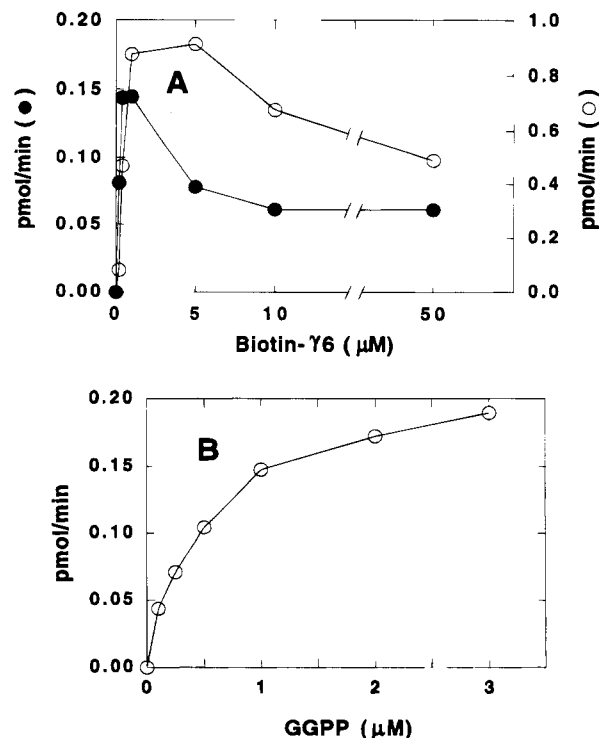 A
pmol/min (●)
0.20
0.15
0.10
0.05
0.00
pmol/min (○)
1.0
0.8
0.6
0.4
0.2
0.0
0 5 10 50
Biotin-γ6 (μM)
B
pmol/min
0.20
0.15
0.10
0.05
0.00
0 1 2 3
GGPP (μM)